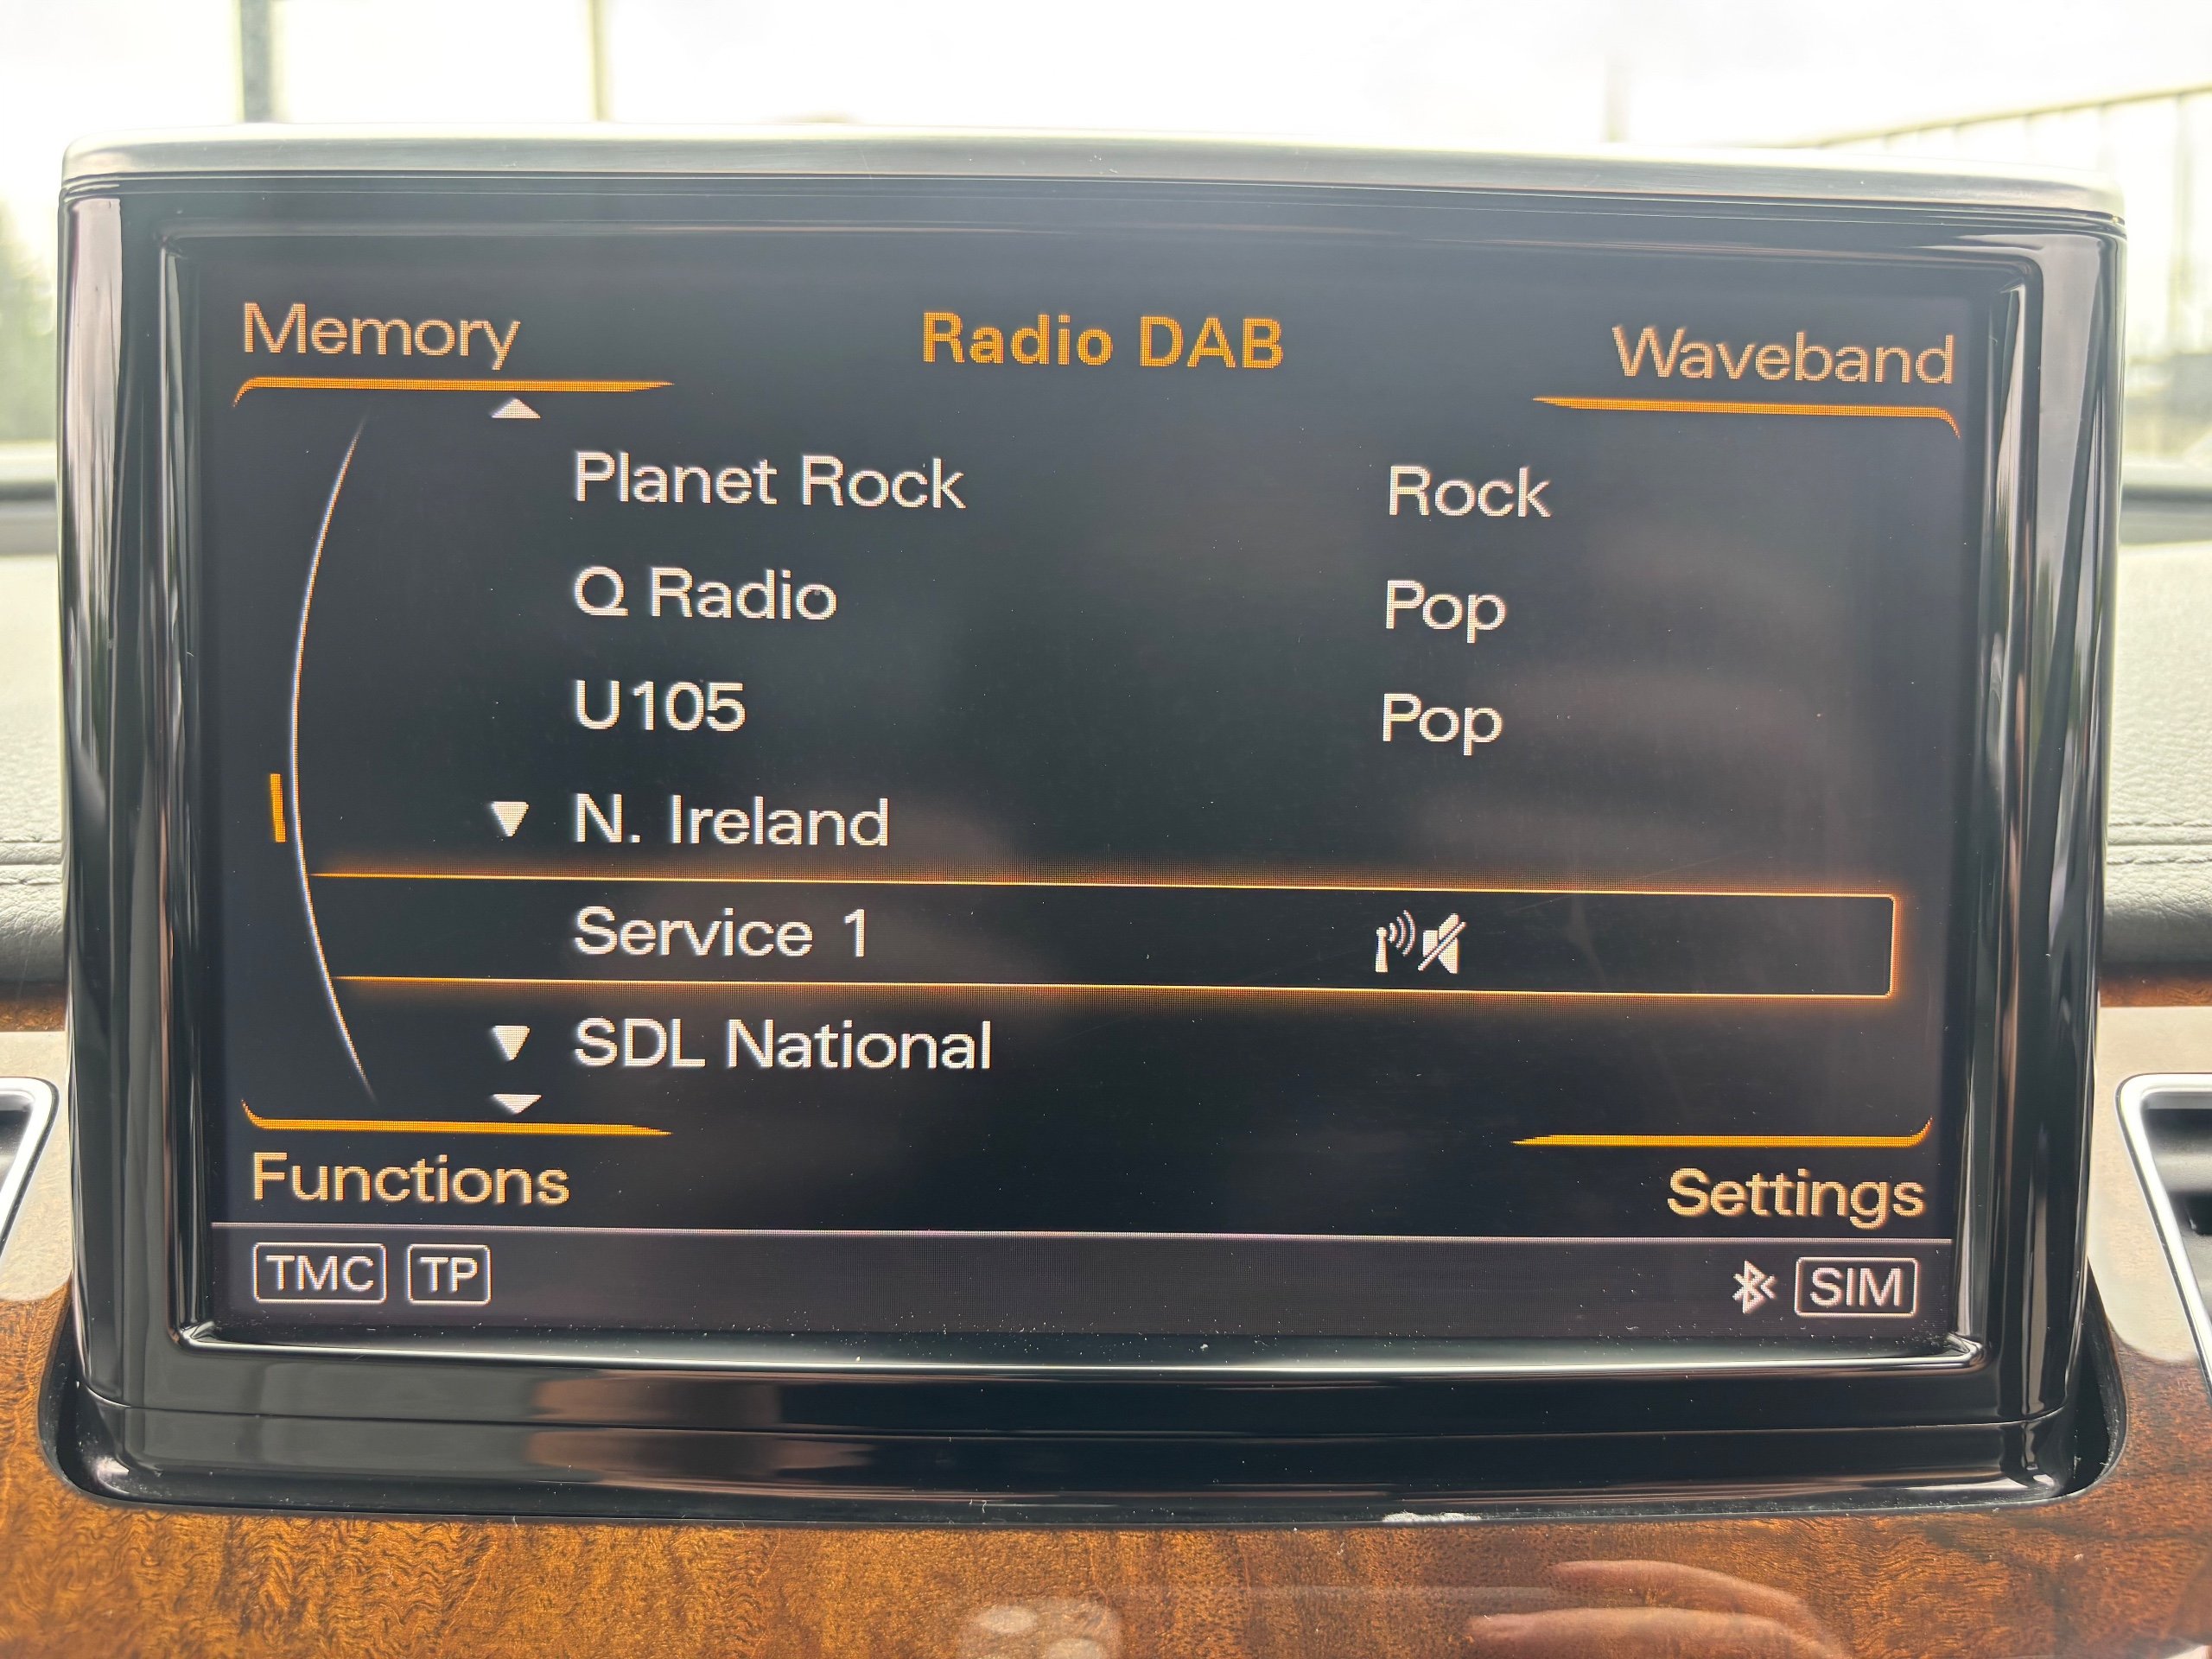 Memory Radio DAB Waveband
Planet Rock Rock
Q Radio Pop
U105 Pop
N. Ireland
Service 1
SDL National
Functions Settings
TMC TP SIM